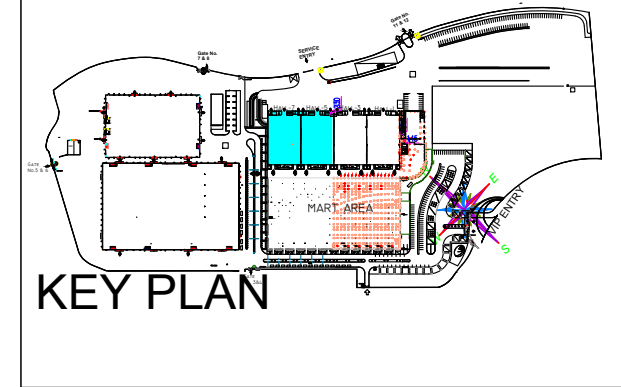 Gate No.
11 & 12
SERVICE
ENTRY
Gate No.
7 & 8
GATE
No.5 & 6
MART AREA
E
S
VIP ENTRY
KEY PLAN